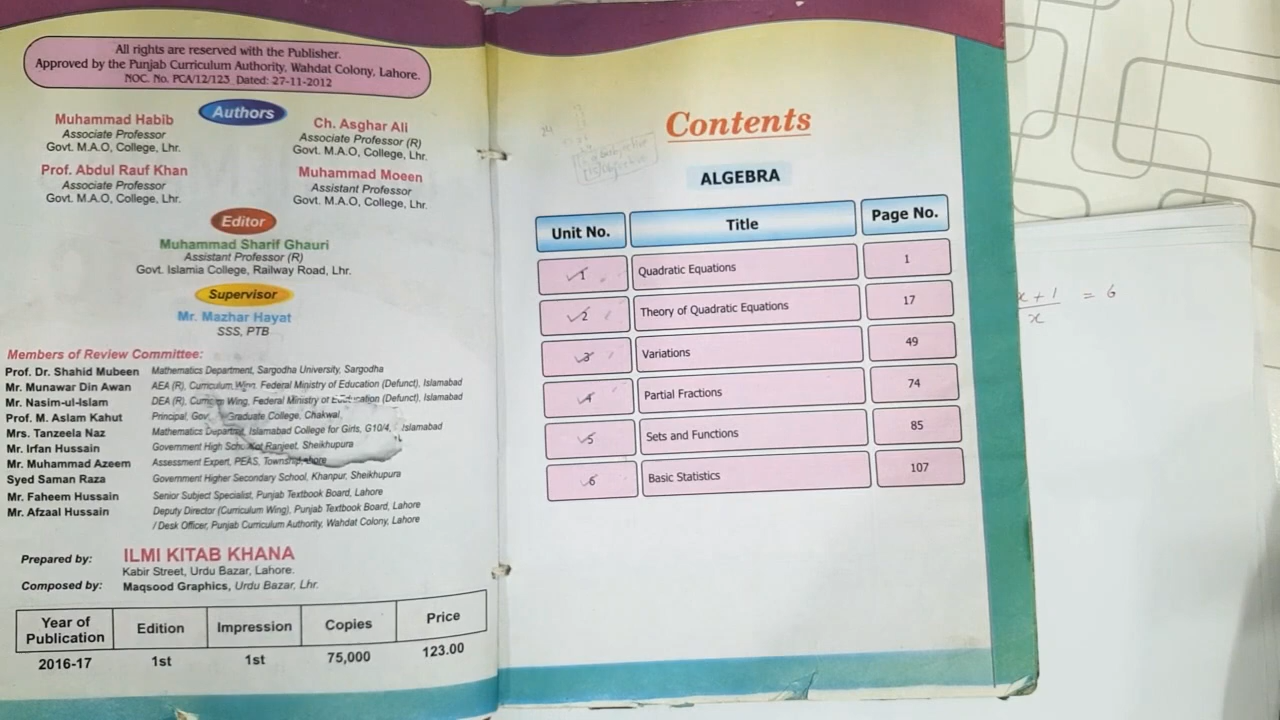 All rights are reserved with the Publisher.
Approved by the Punjab Curriculum Authority, Wahdat Colony, Lahore.
NOC. No. PCA/12/123 Dated: 27-11-2012
Authors
Muhammad Habib
Associate Professor
Govt. M.A.O, College, Lhr.
Ch. Asghar Ali
Associate Professor (R)
Govt. M.A.O, College, Lhr.
Prof. Abdul Rauf Khan
Associate Professor
Govt. M.A.O, College, Lhr.
Muhammad Moeen
Assistant Professor
Govt. M.A.O, College, Lhr.
Editor
Muhammad Sharif Ghauri
Assistant Professor (R)
Govt. Islamia College, Railway Road, Lhr.
Supervisor
Mr. Mazhar Hayat
SSS, PTB
Members of Review Committee:
Prof. Dr. Shahid Mubeen Mathematics Department, Sargodha University, Sargodha
Mr. Munawar Din Awan AEA (R), Curriculum Wing, Federal Ministry of Education (Defunct), Islamabad
Mr. Nasim-ul-Islam DEA (R), Wing, Federal Ministry of (Defunct), Islamabad
Prof. M. Aslam Kahut Principal, Graduate College, Chakwal,
Mrs. Tanzeela Naz Mathematics Islamabad College for Girls, G10/4, Islamabad
Mr. Irfan Hussain Government High Ranjeet, Sheikhupura
Mr. Muhammad Azeem Assessment Expert, PEAS,
Syed Saman Raza Government Higher Secondary School, Khanpur, Sheikhupura
Mr. Faheem Hussain Senior Subject Specialist, Punjab Textbook Board, Lahore
Mr. Afzaal Hussain Deputy Director (Curriculum Wing), Punjab Textbook Board, Lahore
/ Desk Officer, Punjab Curriculum Authority, Wahdat Colony, Lahore
Prepared by: ILMI KITAB KHANA
Kabir Street, Urdu Bazar, Lahore.
Composed by: Maqsood Graphics, Urdu Bazar, Lhr.
Year of Publication Edition Impression Copies Price
2016-17 1st 1st 75,000 123.00
Contents
ALGEBRA
Unit No. Title Page No.
1 Quadratic Equations 1
2 Theory of Quadratic Equations 17
3 Variations 49
4 Partial Fractions 74
5 Sets and Functions 85
6 Basic Statistics 107
x + 1 = 6
x